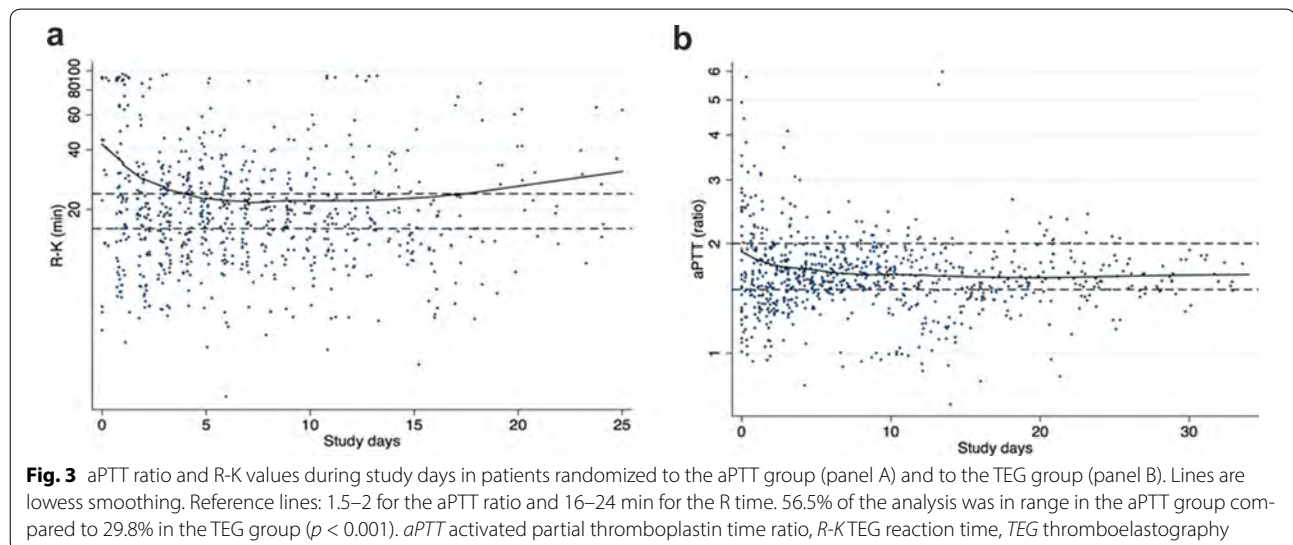 a
b
R-K (min)
100
80
60
40
20
0
5
10
15
20
25
Study days
aPTT (ratio)
6
5
4
3
2
1
0
10
20
30
Study days
Fig. 3 aPTT ratio and R-K values during study days in patients randomized to the aPTT group (panel A) and to the TEG group (panel B). Lines are
lowess smoothing. Reference lines: 1.5–2 for the aPTT ratio and 16–24 min for the R time. 56.5% of the analysis was in range in the aPTT group com-
pared to 29.8% in the TEG group (p < 0.001). aPTT activated partial thromboplastin time ratio, R-K TEG reaction time, TEG thromboelastography